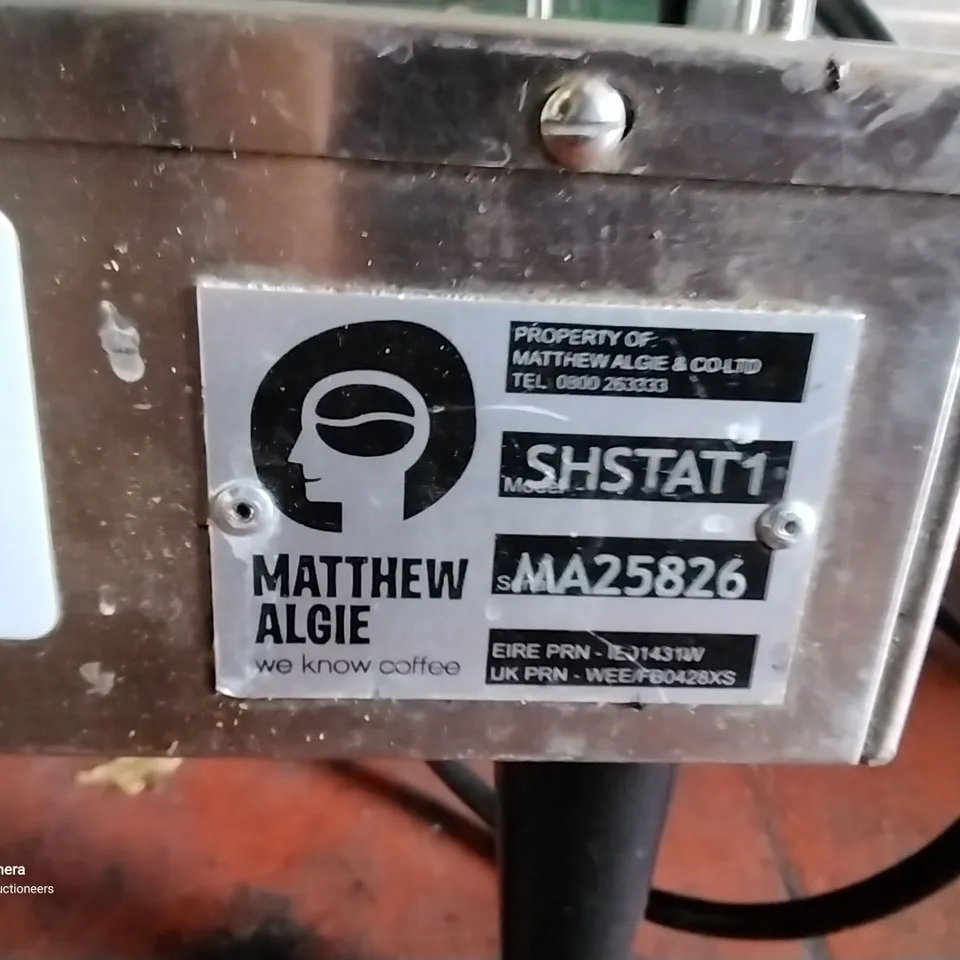 MATTHEW
ALGIE
we know coffee
PROPERTY OF
MATTHEW ALGIE & CO LTD
TEL 0800 263333
Model SHSTAT1
MA25826
EIRE PRN - IE01431W
UK PRN - WEE/FB0428XS